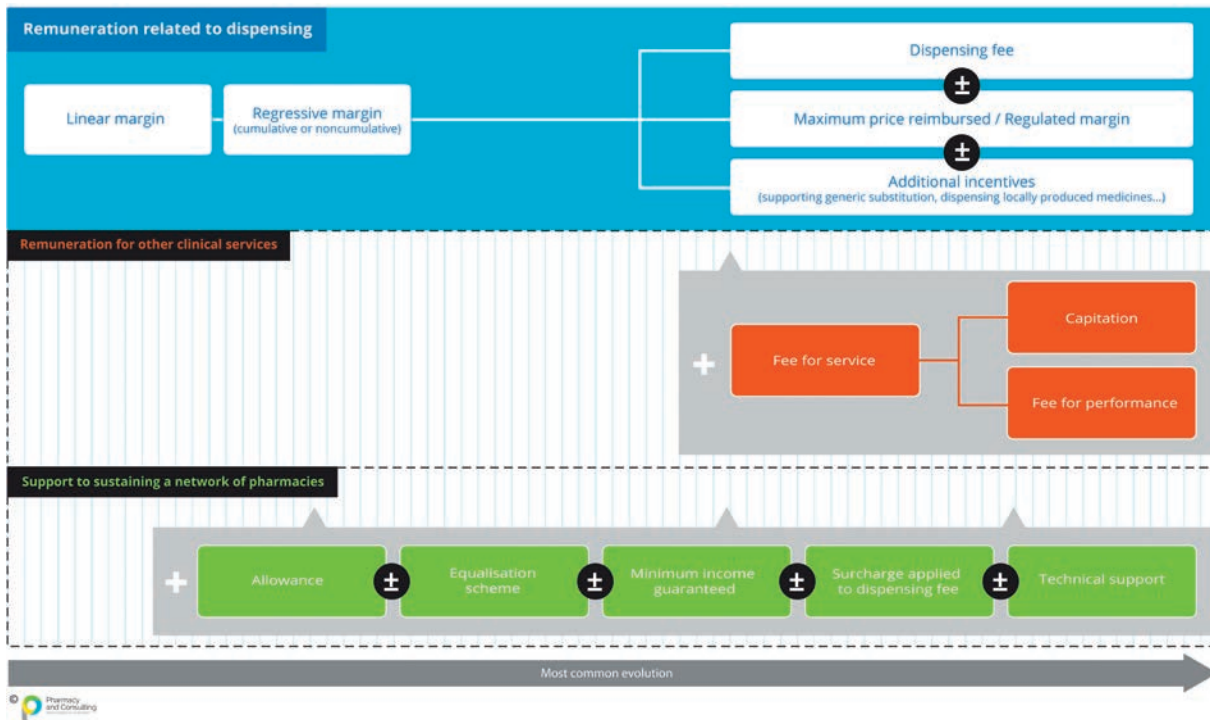 Remuneration related to dispensing
Linear margin
Regressive margin
(cumulative or noncumulative)
Dispensing fee
±
Maximum price reimbursed / Regulated margin
±
Additional incentives
(supporting generic substitution, dispensing locally produced medicines...)
Remuneration for other clinical services
+
Fee for service
Capitation
Fee for performance
Support to sustaining a network of pharmacies
+
Allowance
±
Equalisation
scheme
±
Minimum income
guaranteed
±
Surcharge applied
to dispensing fee
±
Technical support
Most common evolution
©
Pharmacy
and Consulting